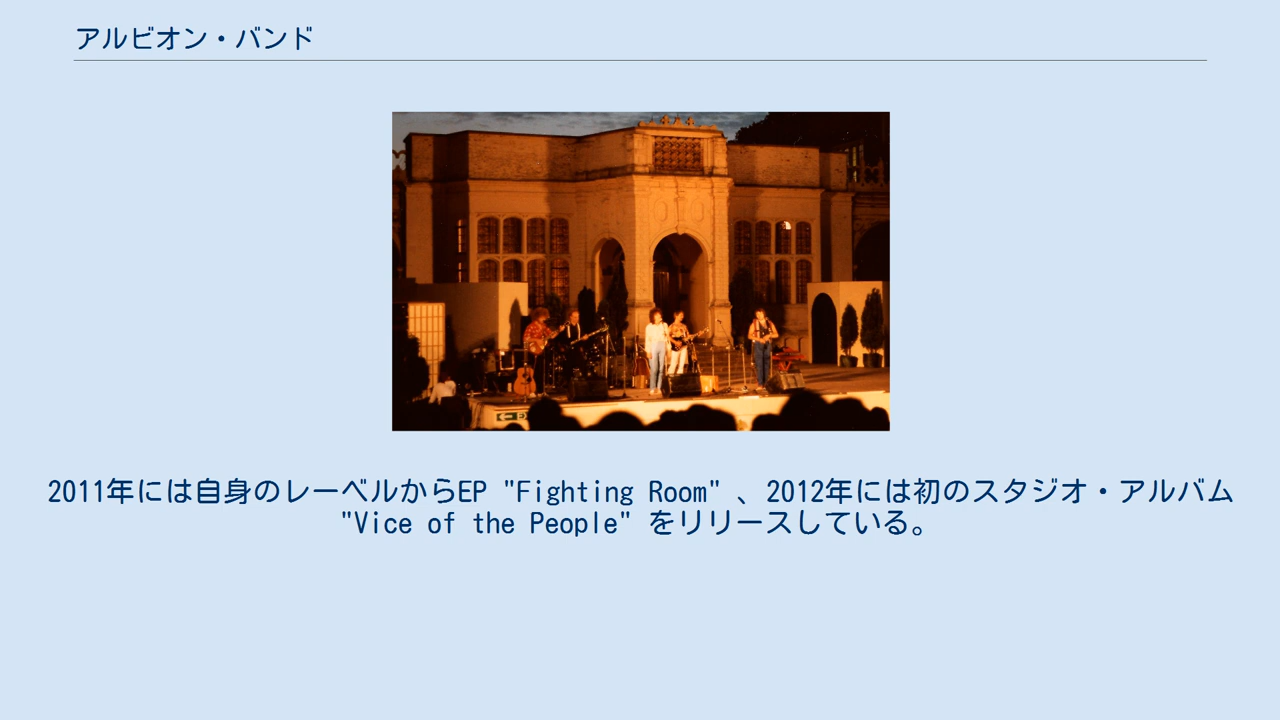 アルビオン・バンド
2011年には自身のレーベルからEP "Fighting Room" 、2012年には初のスタジオ・アルバム
"Vice of the People" をリリースしている。